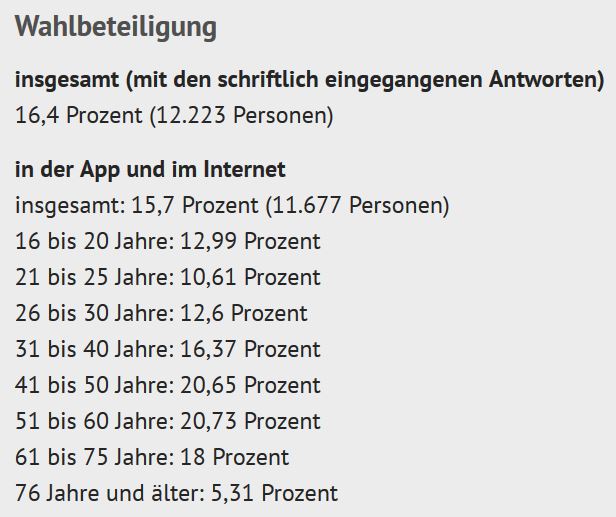 Wahlbeteiligung
insgesamt (mit den schriftlich eingegangenen Antworten)
16,4 Prozent (12.223 Personen)
in der App und im Internet
insgesamt: 15,7 Prozent (11.677 Personen)
16 bis 20 Jahre: 12,99 Prozent
21 bis 25 Jahre: 10,61 Prozent
26 bis 30 Jahre: 12,6 Prozent
31 bis 40 Jahre: 16,37 Prozent
41 bis 50 Jahre: 20,65 Prozent
51 bis 60 Jahre: 20,73 Prozent
61 bis 75 Jahre: 18 Prozent
76 Jahre und älter: 5,31 Prozent